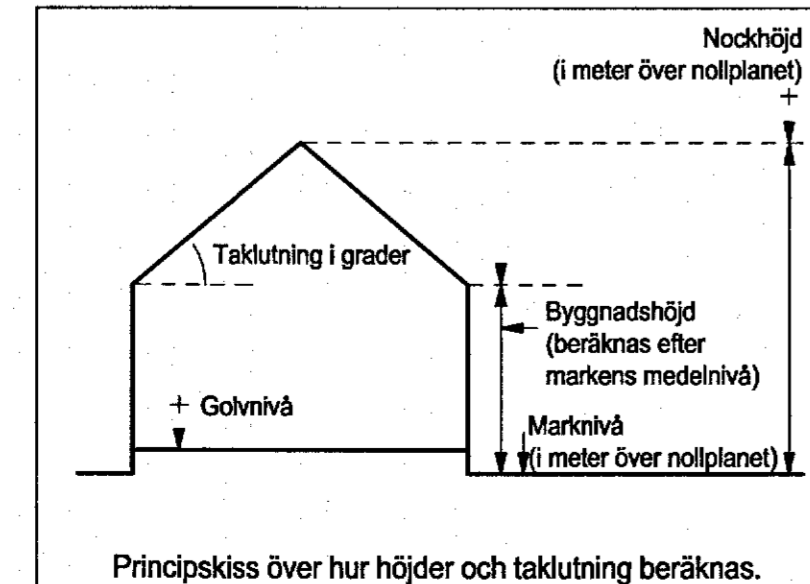 Nockhöjd
(i meter över nollplanet)
+
Taklutning i grader
Byggnadshöjd
(beräknas efter
markens medelnivå)
+ Golvnivå
Marknivå
(i meter över nollplanet)
Principskiss över hur höjder och taklutning beräknas.